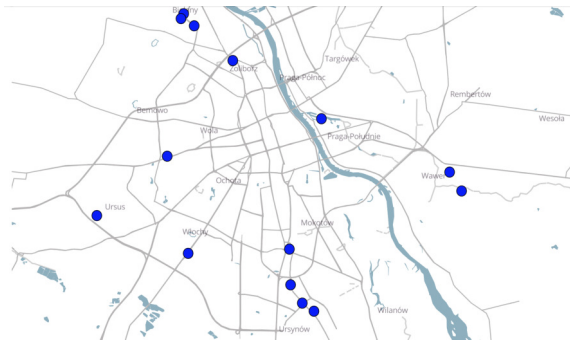 Bielany
Żoliborz
Targówek
Praga Północ
Rembertów
Bemowo
Wesoła
Wola
Praga Południe
Wawer
Ochota
Ursus
Mokotów
Włochy
Wilanów
Ursynów